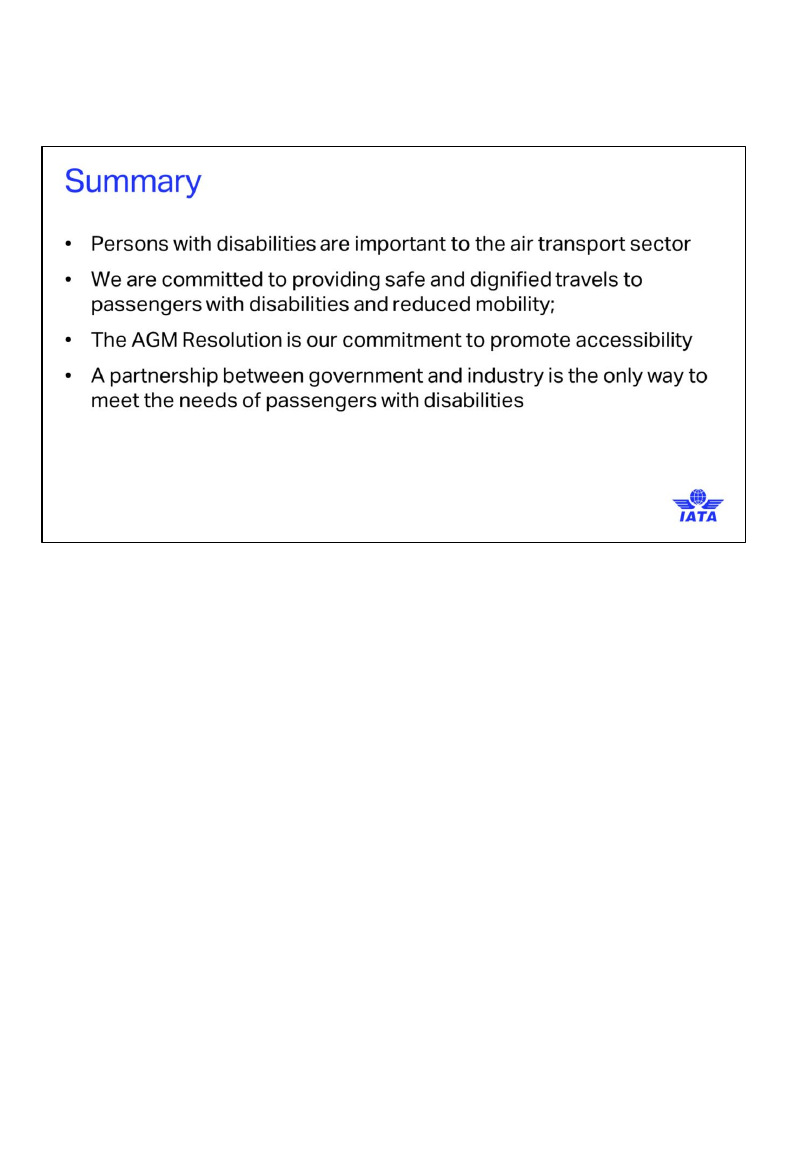 Summary
• Persons with disabilities are important to the air transport sector
• We are committed to providing safe and dignified travels to
passengers with disabilities and reduced mobility;
• The AGM Resolution is our commitment to promote accessibility
• A partnership between government and industry is the only way to
meet the needs of passengers with disabilities
IATA